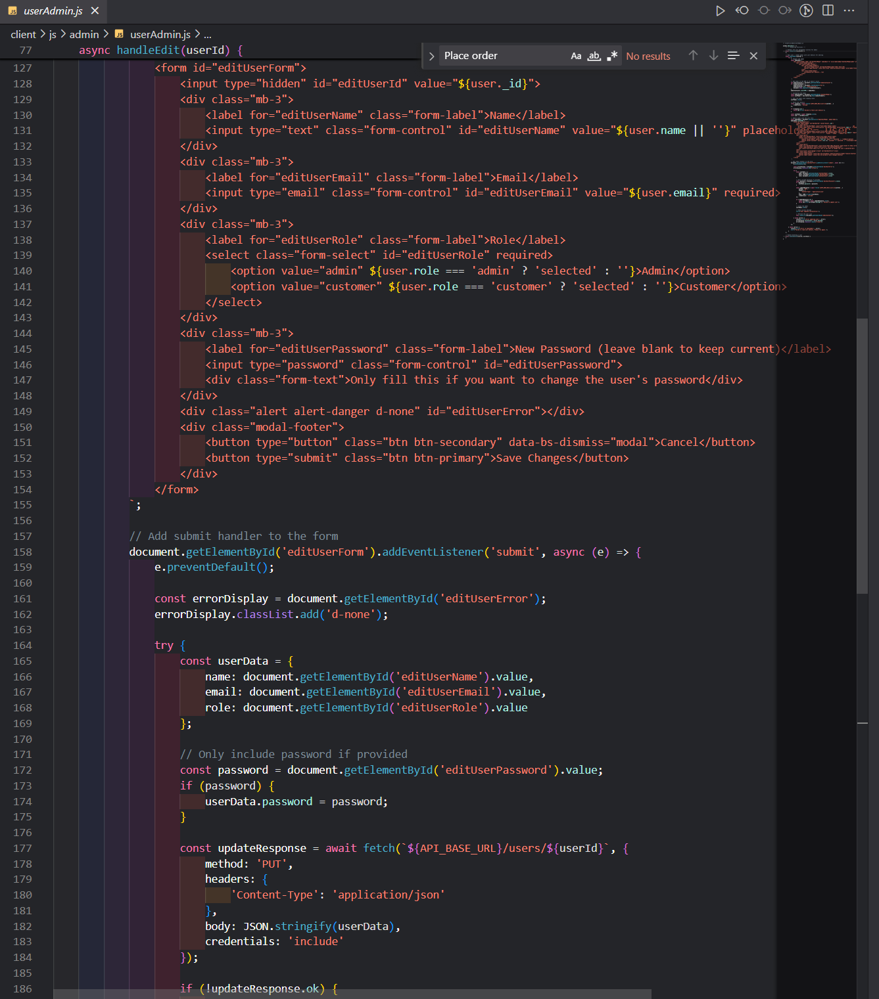 userAdmin.js
client > js > admin > userAdmin.js > ...
Place order
Aa ab .*
No results
77 async handleEdit(userId) {
127 <form id="editUserForm">
128 <input type="hidden" id="editUserId" value="${user._id}">
129 <div class="mb-3">
130 <label for="editUserName" class="form-label">Name</label>
131 <input type="text" class="form-control" id="editUserName" value="${user.name || ''}" placehold
132 </div>
133 <div class="mb-3">
134 <label for="editUserEmail" class="form-label">Email</label>
135 <input type="email" class="form-control" id="editUserEmail" value="${user.email}" required>
136 </div>
137 <div class="mb-3">
138 <label for="editUserRole" class="form-label">Role</label>
139 <select class="form-select" id="editUserRole" required>
140 <option value="admin" ${user.role === 'admin' ? 'selected' : ''}>Admin</option>
141 <option value="customer" ${user.role === 'customer' ? 'selected' : ''}>Customer</option>
142 </select>
143 </div>
144 <div class="mb-3">
145 <label for="editUserPassword" class="form-label">New Password (leave blank to keep current)</label>
146 <input type="password" class="form-control" id="editUserPassword">
147 <div class="form-text">Only fill this if you want to change the user's password</div>
148 </div>
149 <div class="alert alert-danger d-none" id="editUserError"></div>
150 <div class="modal-footer">
151 <button type="button" class="btn btn-secondary" data-bs-dismiss="modal">Cancel</button>
152 <button type="submit" class="btn btn-primary">Save Changes</button>
153 </div>
154 </form>
155 `;
156
157 // Add submit handler to the form
158 document.getElementById('editUserForm').addEventListener('submit', async (e) => {
159 e.preventDefault();
160
161 const errorDisplay = document.getElementById('editUserError');
162 errorDisplay.classList.add('d-none');
163
164 try {
165 const userData = {
166 name: document.getElementById('editUserName').value,
167 email: document.getElementById('editUserEmail').value,
168 role: document.getElementById('editUserRole').value
169 };
170
171 // Only include password if provided
172 const password = document.getElementById('editUserPassword').value;
173 if (password) {
174 userData.password = password;
175 }
176
177 const updateResponse = await fetch(`${API_BASE_URL}/users/${userId}`, {
178 method: 'PUT',
179 headers: {
180 'Content-Type': 'application/json'
181 },
182 body: JSON.stringify(userData),
183 credentials: 'include'
184 });
185
186 if (!updateResponse.ok) {